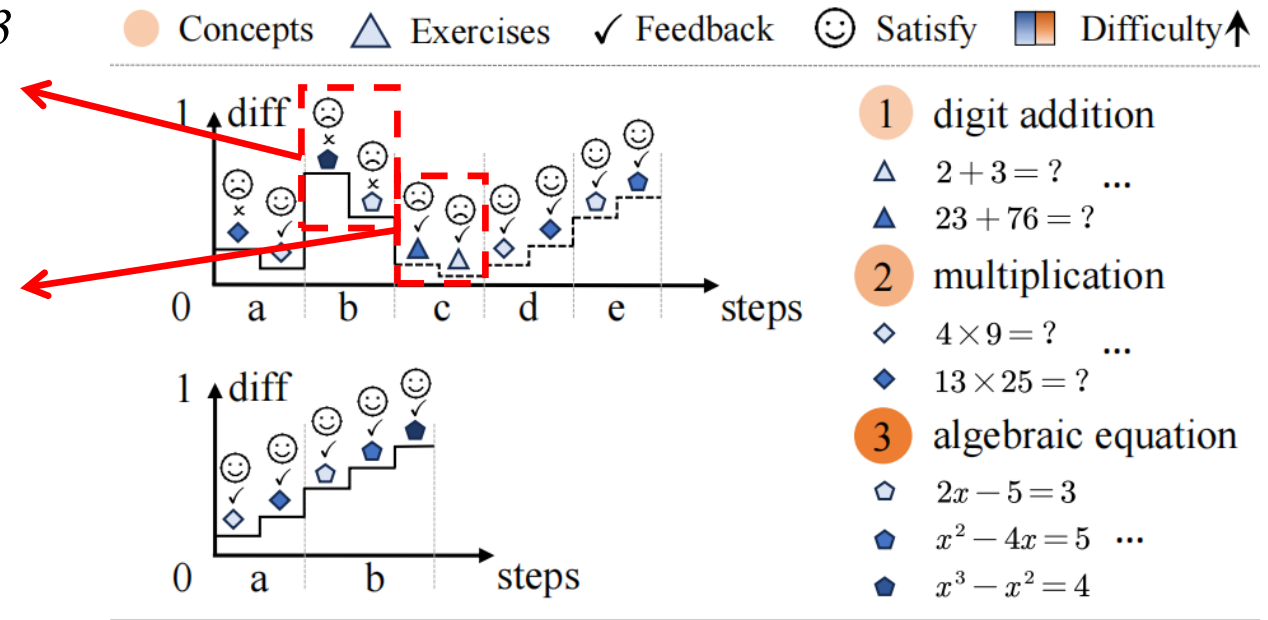 3
Concepts Exercises ✓ Feedback Satisfy Difficulty↑
1 diff
0 a b c d e steps
1 diff
0 a b steps
1 digit addition
2 + 3 = ? ...
23 + 76 = ?
2 multiplication
4 × 9 = ? ...
13 × 25 = ?
3 algebraic equation
2x − 5 = 3
x² − 4x = 5 ...
x³ − x² = 4